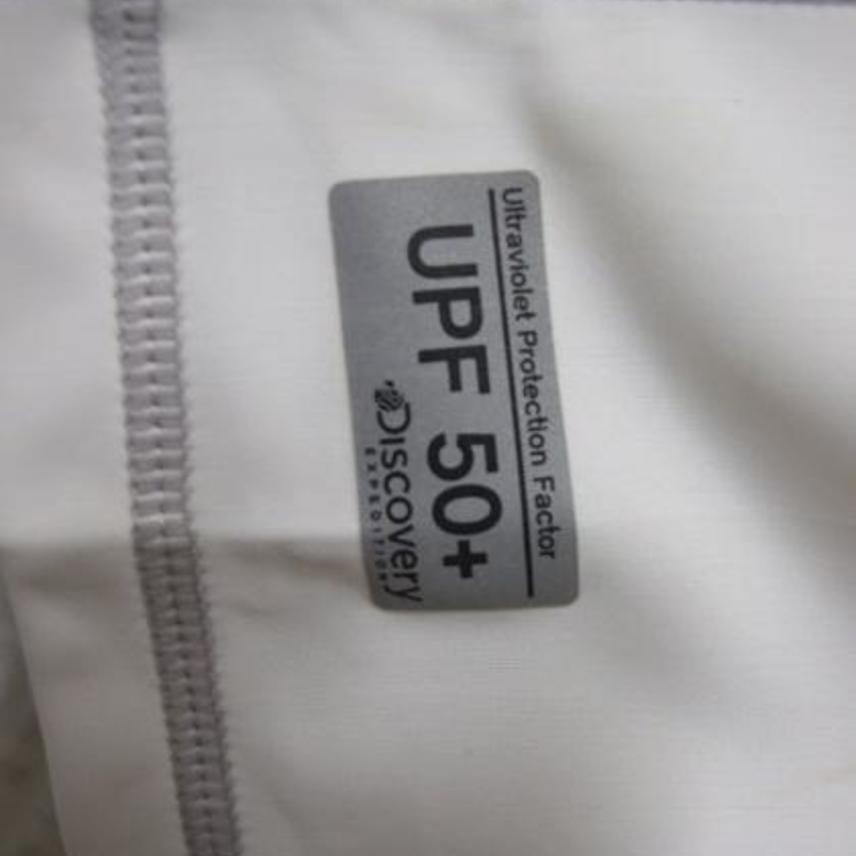 Ultraviolet Protection Factor
UPF 50+
Discovery
EXPEDITION